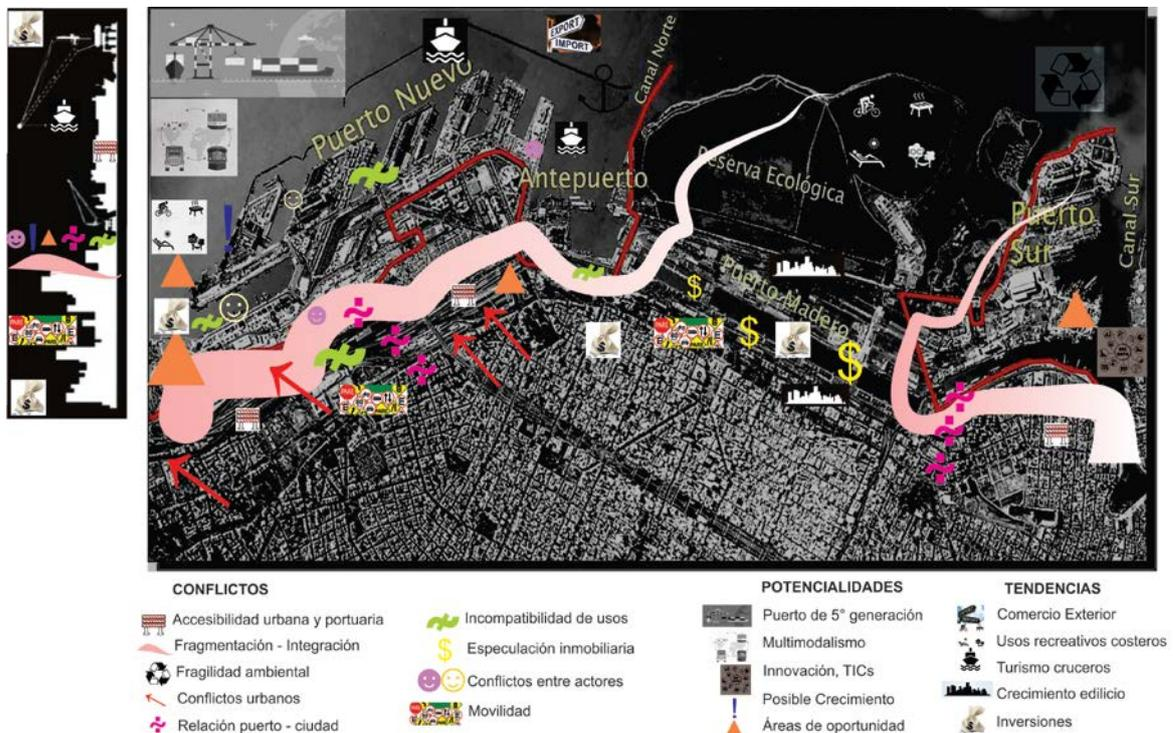 EXPORT
IMPORT
Canal Norte
Puerto Nuevo
Antepuerto
Reserva Ecológica
Puerto Madero
Puerto Sur
Canal Sur
$
$
$
CONFLICTOS
Accesibilidad urbana y portuaria
Fragmentación - Integración
Fragilidad ambiental
Conflictos urbanos
Relación puerto - ciudad
Incompatibilidad de usos
$ Especulación inmobiliaria
Conflictos entre actores
Movilidad
POTENCIALIDADES
Puerto de 5° generación
Multimodalismo
Innovación, TICs
! Posible Crecimiento
Áreas de oportunidad
TENDENCIAS
Comercio Exterior
Usos recreativos costeros
Turismo cruceros
Crecimiento edilicio
Inversiones